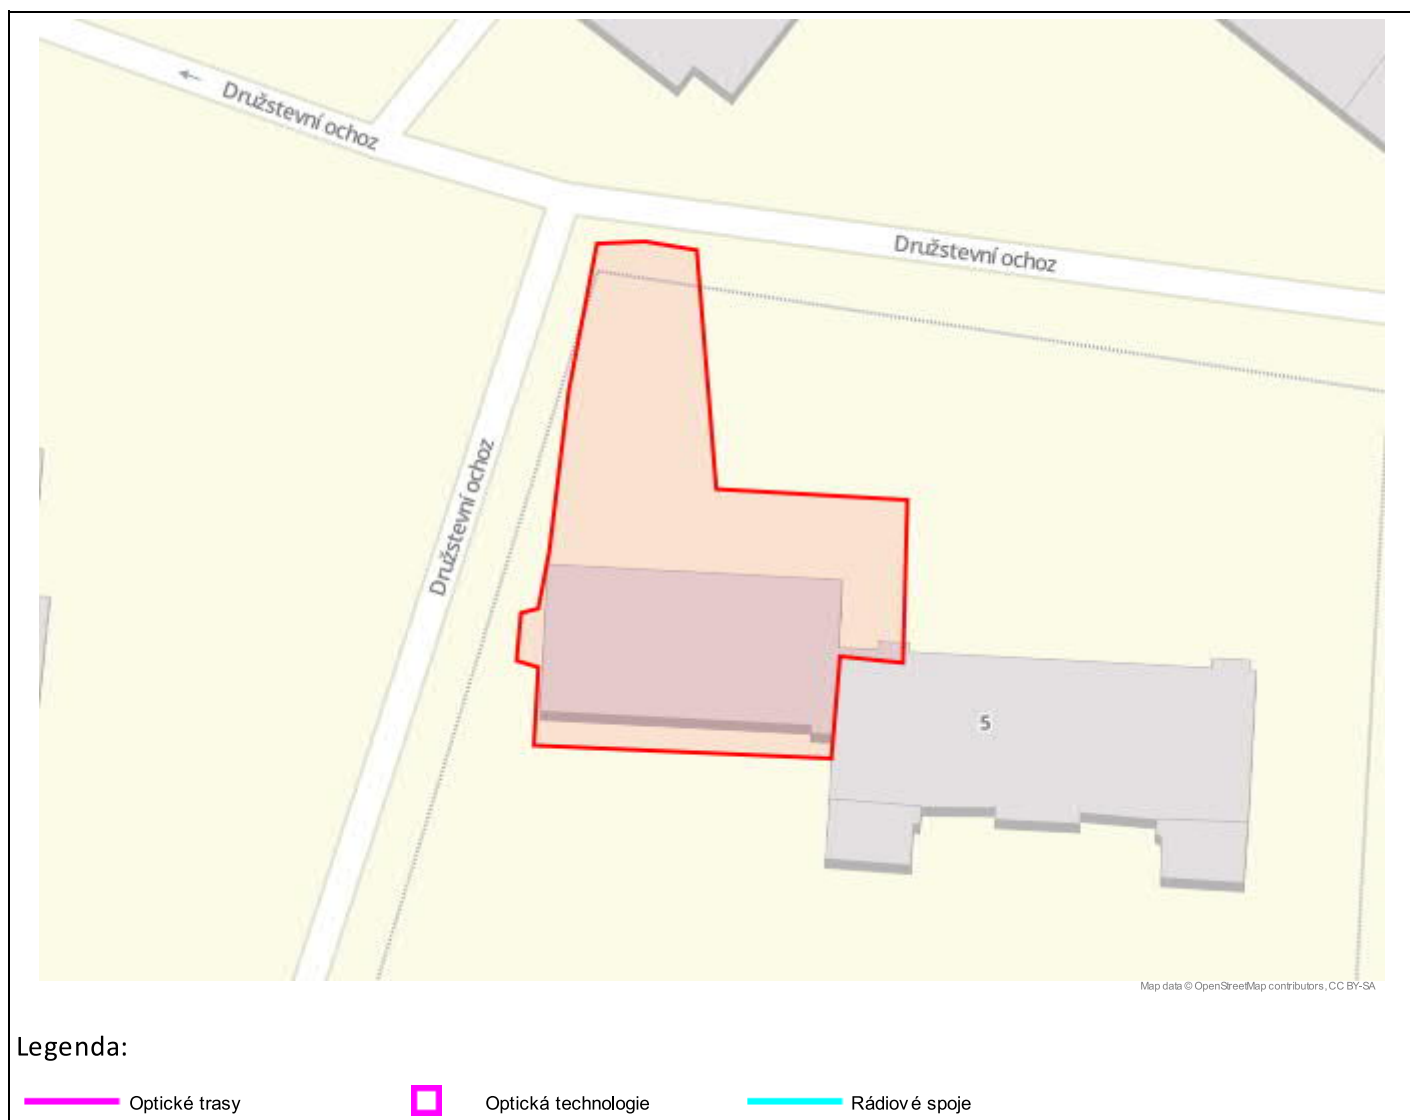 Družstevní ochoz
Družstevní ochoz
Družstevní ochoz
5
Map data © OpenStreetMap contributors, CC BY-SA
Legenda:
Optické trasy
Optická technologie
Rádiové spoje